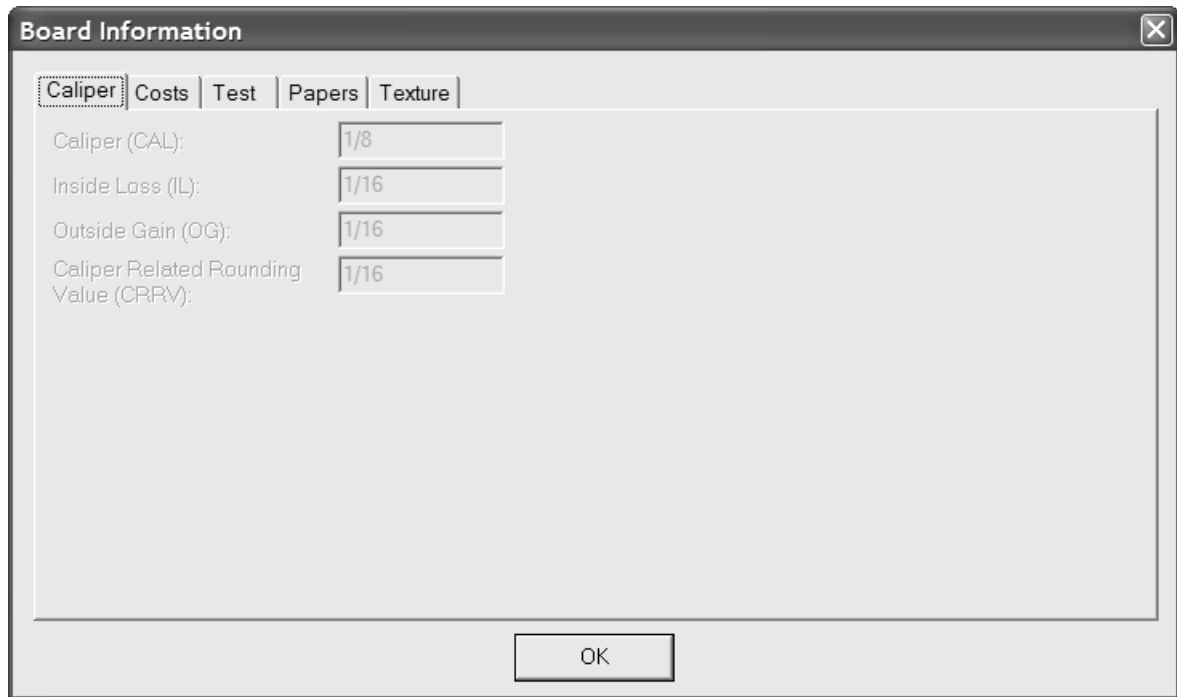 Board Information
Caliper Costs Test Papers Texture
Caliper (CAL): 1/8
Inside Loss (IL): 1/16
Outside Gain (OG): 1/16
Caliper Related Rounding 1/16
Value (CRRV):
OK